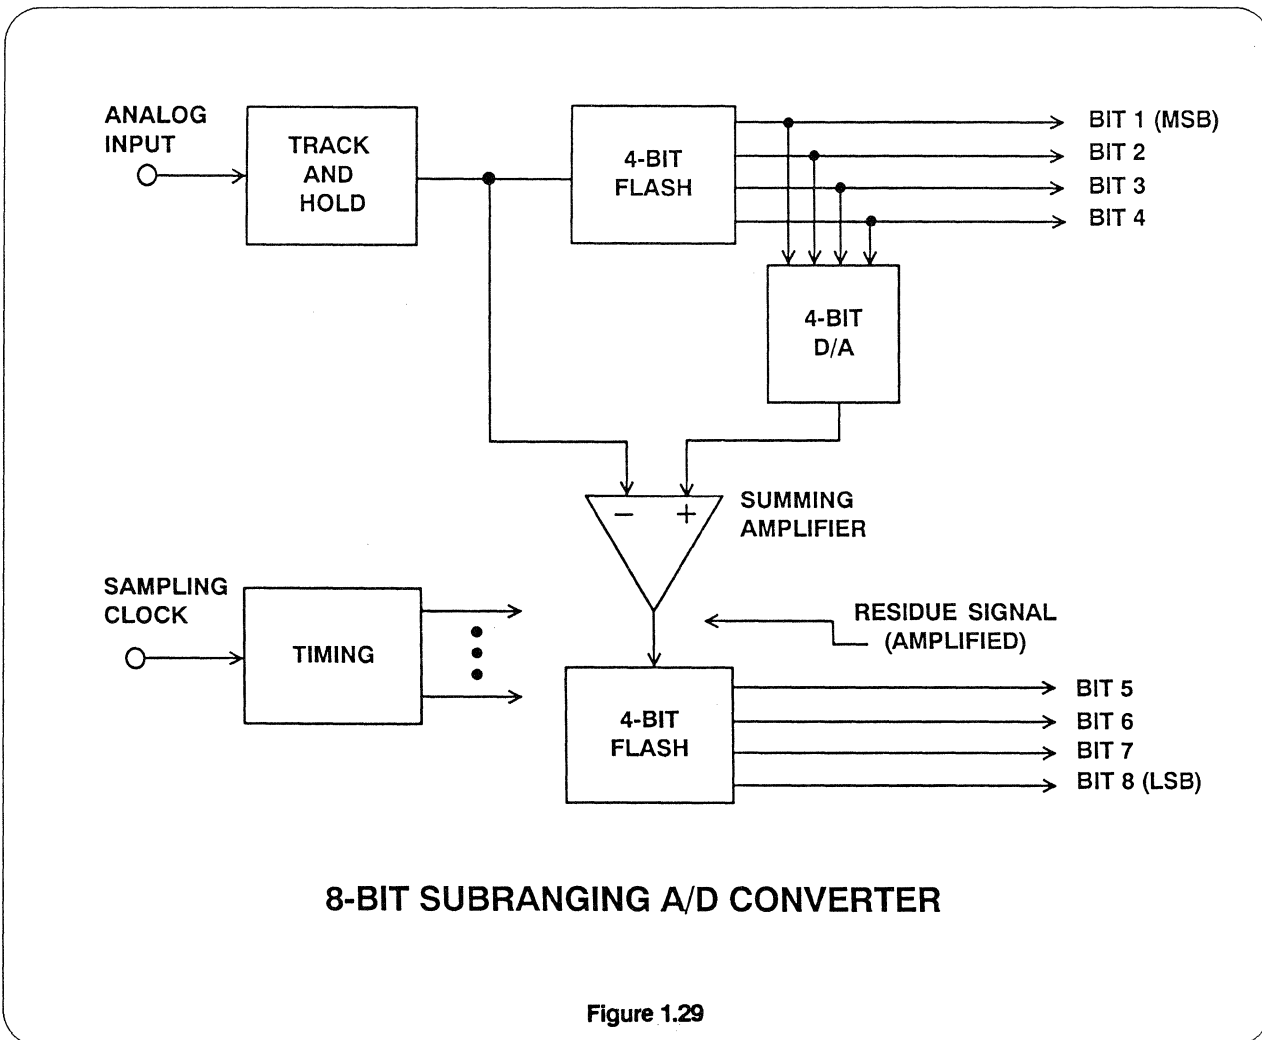 ANALOG
INPUT
TRACK
AND
HOLD
4-BIT
FLASH
BIT 1 (MSB)
BIT 2
BIT 3
BIT 4
4-BIT
D/A
− +
SUMMING
AMPLIFIER
SAMPLING
CLOCK
TIMING
RESIDUE SIGNAL
(AMPLIFIED)
4-BIT
FLASH
BIT 5
BIT 6
BIT 7
BIT 8 (LSB)
8-BIT SUBRANGING A/D CONVERTER
Figure 1.29